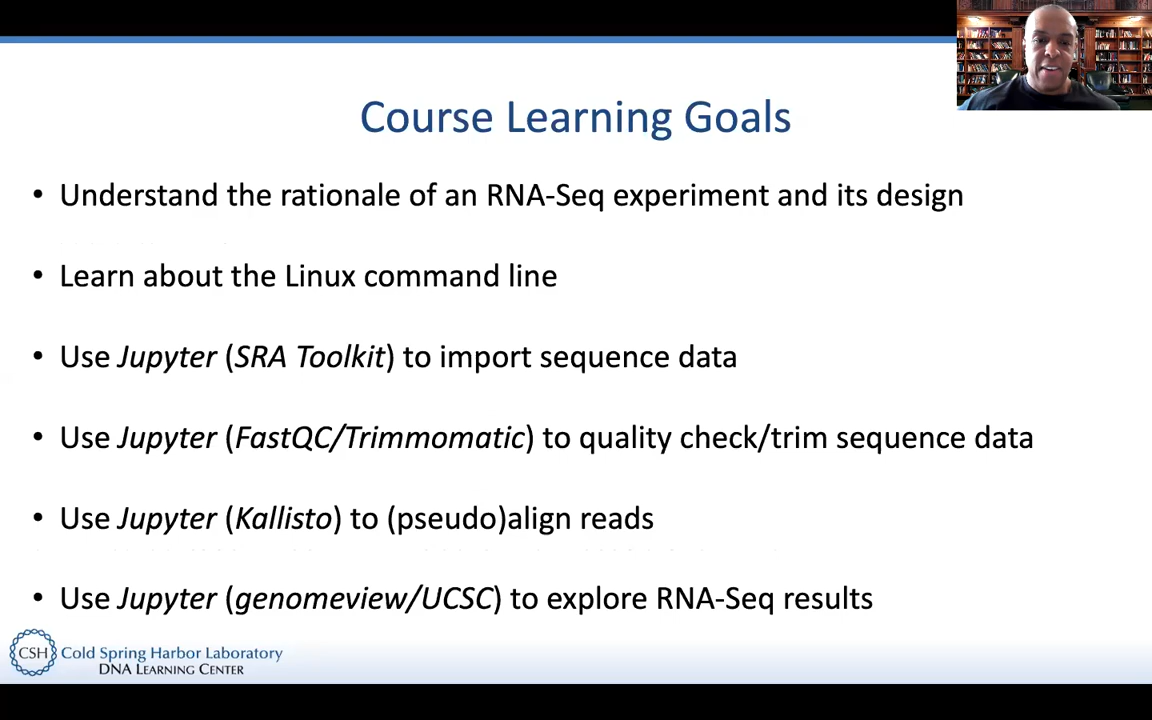 Course Learning Goals
• Understand the rationale of an RNA-Seq experiment and its design
• Learn about the Linux command line
• Use Jupyter (SRA Toolkit) to import sequence data
• Use Jupyter (FastQC/Trimmomatic) to quality check/trim sequence data
• Use Jupyter (Kallisto) to (pseudo)align reads
• Use Jupyter (genomeview/UCSC) to explore RNA-Seq results
CSH Cold Spring Harbor Laboratory
DNA LEARNING CENTER